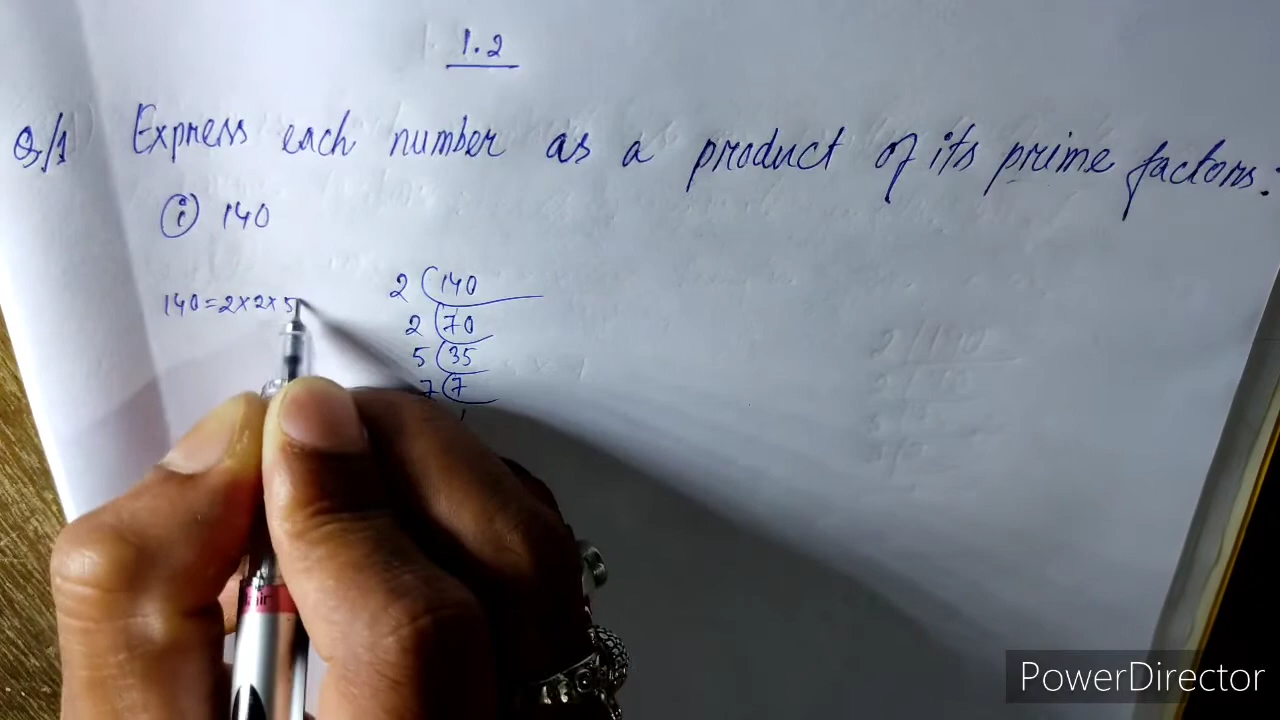 1.2
Q/1 Express each number as a product of its prime factors:
(i) 140
140=2×2×5
2 140
2 70
5 35
7 7
1
PowerDirector